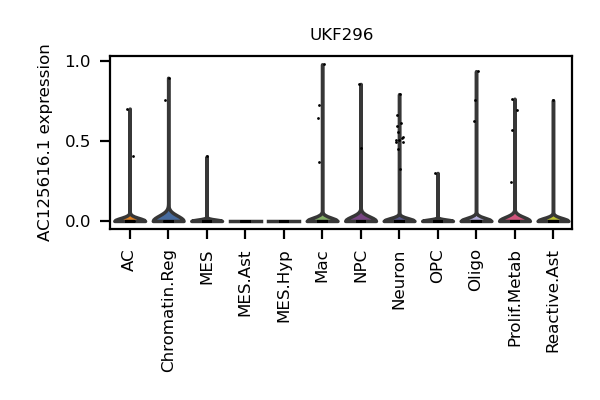 UKF296
AC125616.1 expression
1.0
0.5
0.0
AC
Chromatin.Reg
MES
MES.Ast
MES.Hyp
Mac
NPC
Neuron
OPC
Oligo
Prolif.Metab
Reactive.Ast